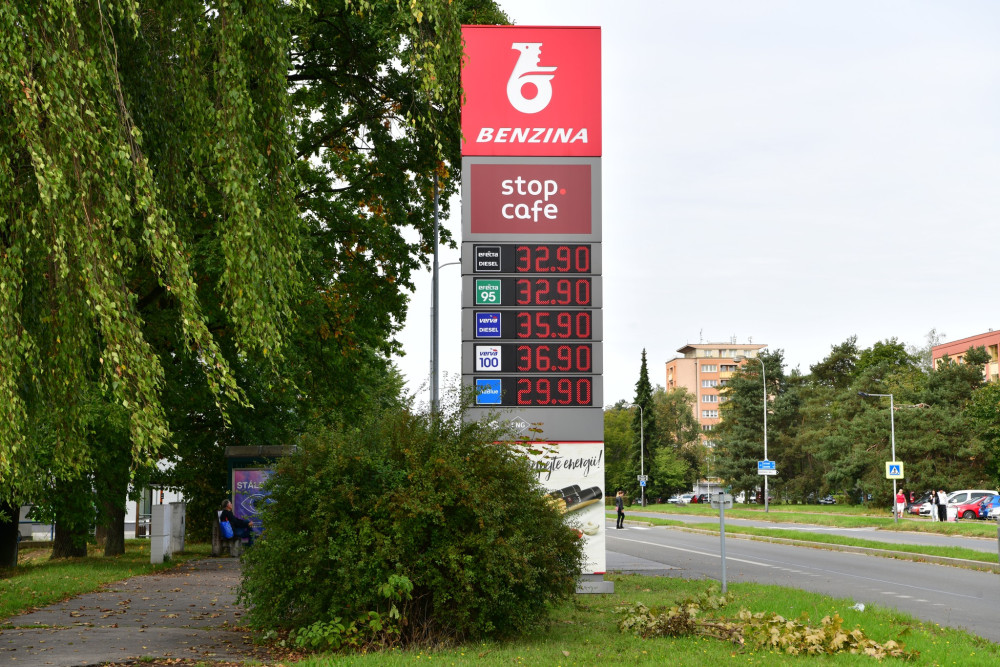 BENZINA
stop.
cafe
efecta
DIESEL
32.90
efecta
95
32.90
verva
DIESEL
35.90
verva
100
36.90
29.90
energii!
STÁL